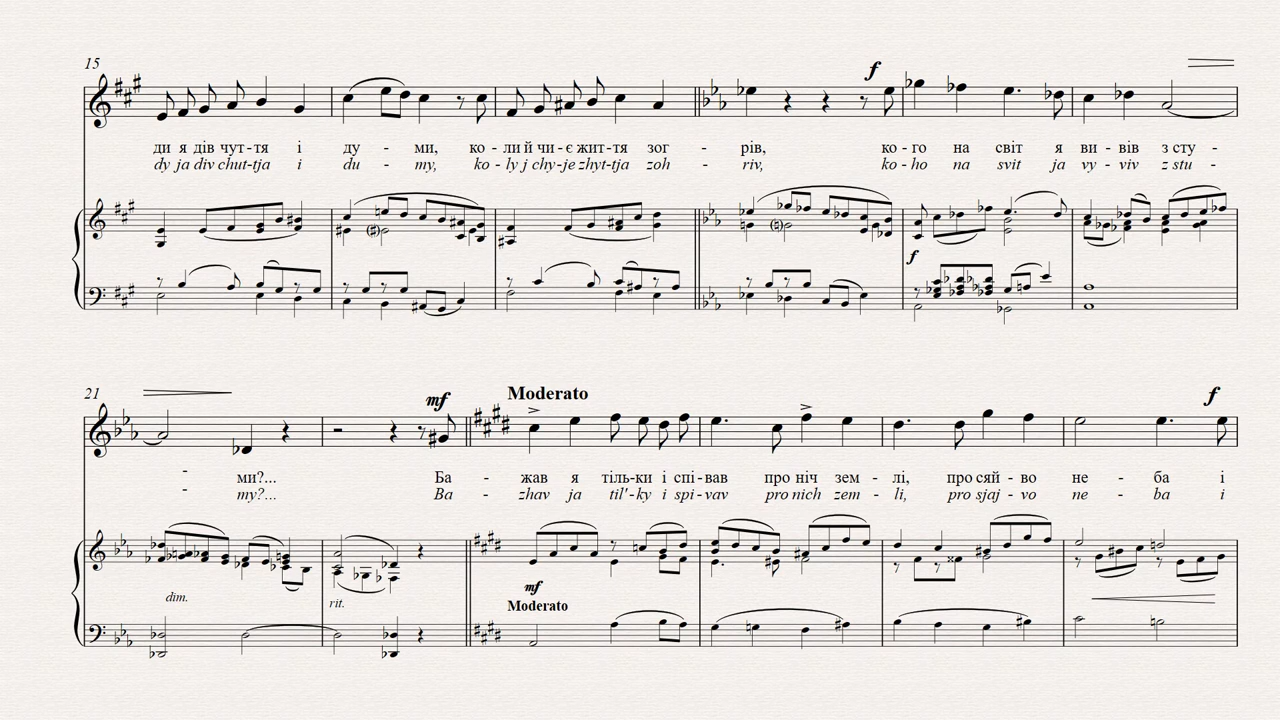 15
f
ди я дів чут-тя і ду - ми, ко - ли й чи - є жит-тя зог - рів, ко - го на світ я ви - вів з сту -
dy ja div chut-tja i du - my, ko - ly j chy-je zhyt-tja zoh - riv, ko - ho na svit ja vy - viv z stu -
f
21
mf
Moderato
f
- ми?... Ба - жав я тіль-ки і спі-вав про ніч зем - лі, про сяй - во не - ба і
- my?... Ba - zhav ja til'-ky i spi-vav pro nich zem - li, pro sjaj - vo ne - ba i
dim.
rit.
mf
Moderato